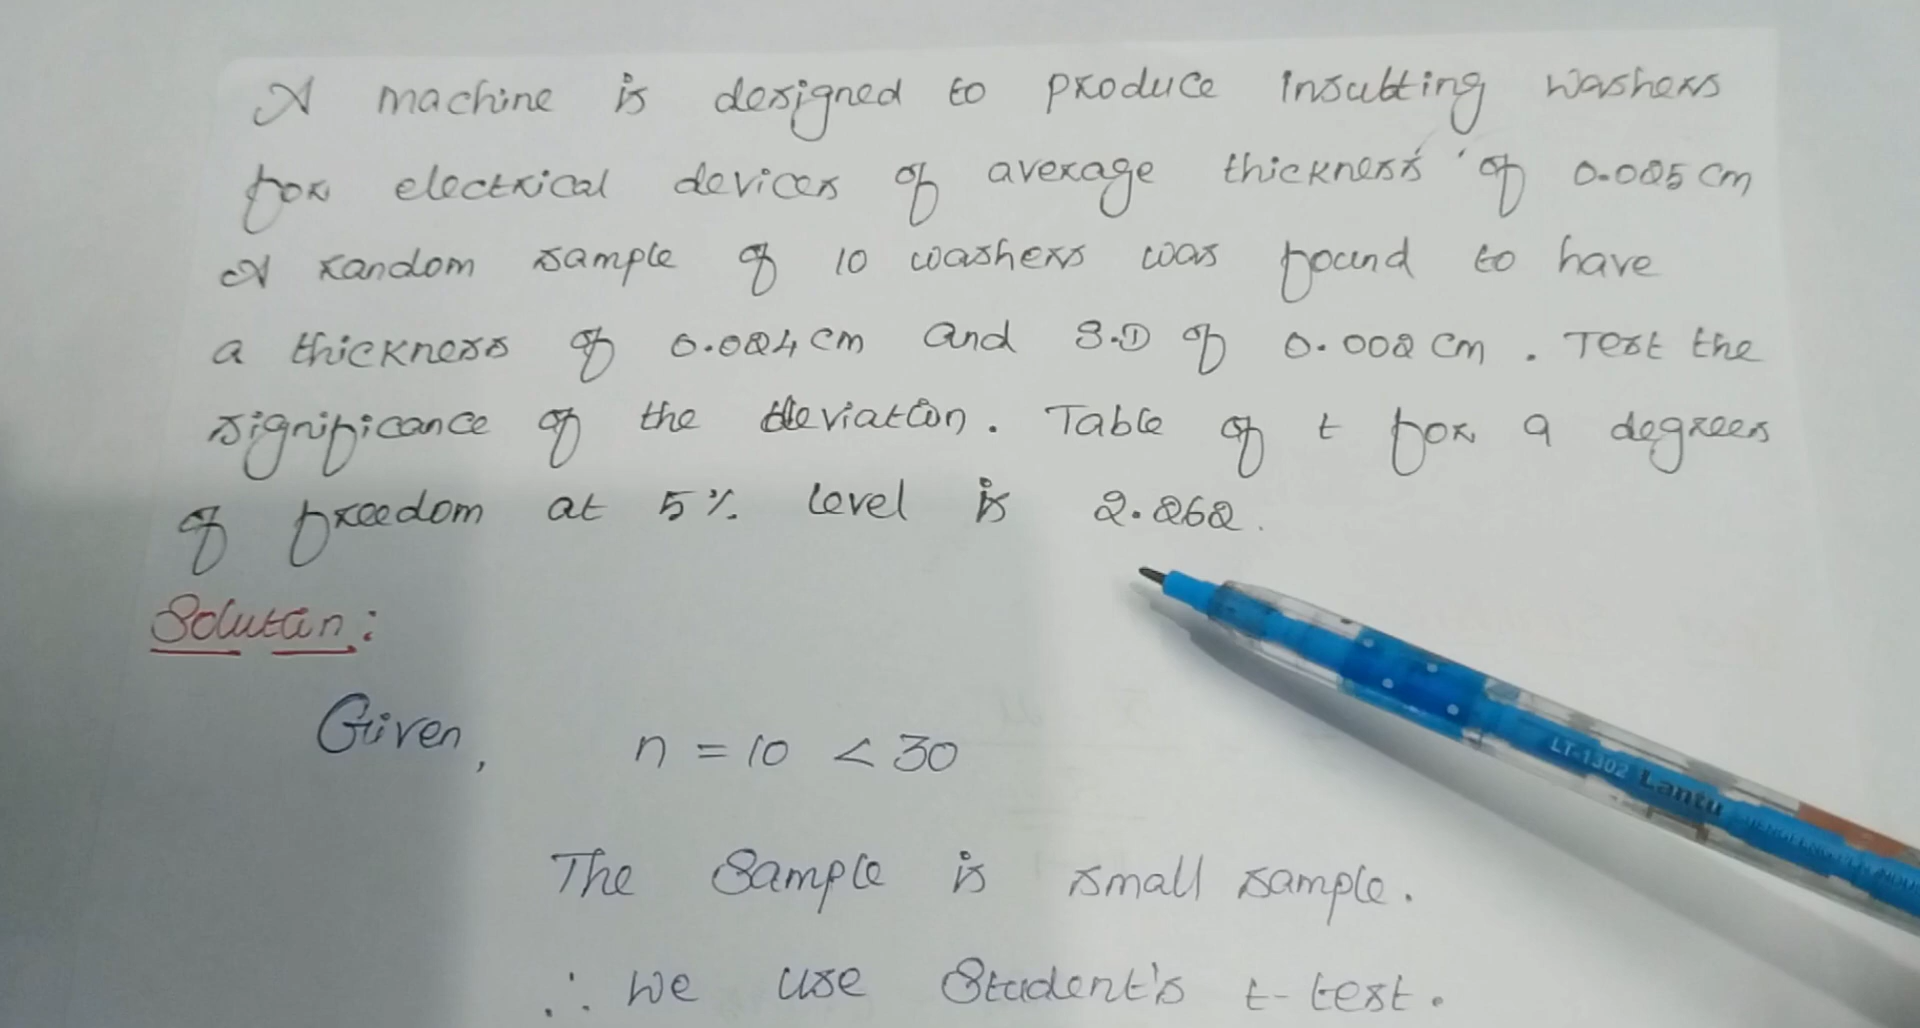 A machine is designed to produce insulting washers
for electrical devices of average thickness of 0.025 cm
A random sample of 10 washers was found to have
a thickness of 0.024 cm and S.D of 0.002 cm. Test the
significance of the deviation. Table of t for 9 degrees
of freedom at 5% level is 2.262.
Solution:
Given, n = 10 < 30
The Sample is small sample.
∴ we use Student's t-test.
LT-1302 Lantu